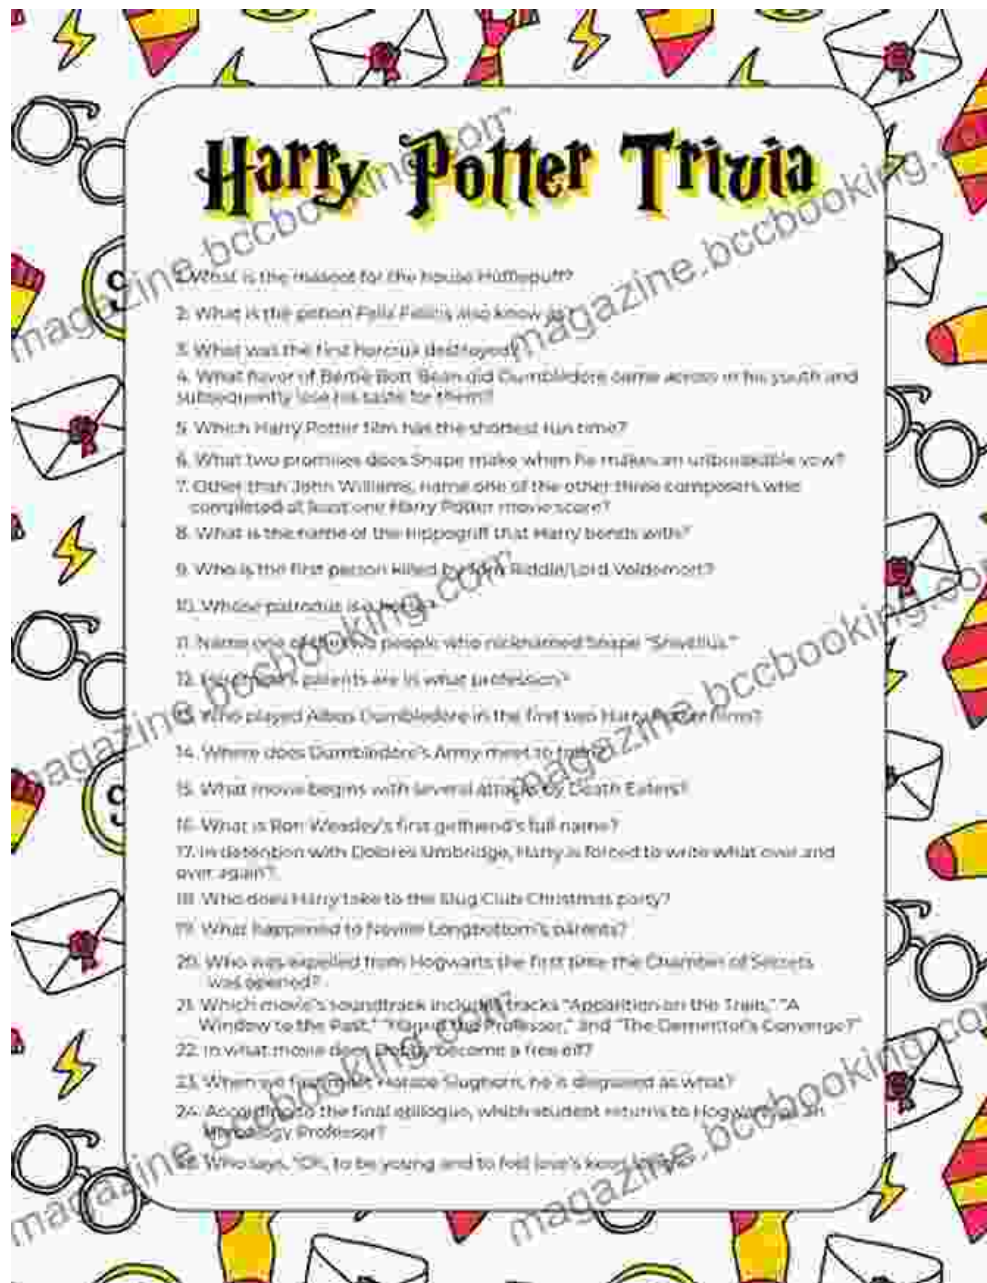 Harry Potter Trivia
1. What is the mascot for the house Hufflepuff?
2. What is the potion Felix Felicis also know as?
3. What was the first horcrux destroyed?
4. What flavor of Bertie Bott Bean did Dumbledore come across in his youth and
subsequently lose his taste for them?
5. Which Harry Potter film has the shortest run time?
6. What two promises does Snape make when he makes an unbreakable vow?
7. Other than John Williams, name one of the other three composers who
completed at least one Harry Potter movie score?
8. What is the name of the Hippogriff that Harry bonds with?
9. Who is the first person killed by Tom Riddle/Lord Voldemort?
10. Whose patronus is a horse?
11. Name one of the two people who nicknamed Snape "Snivellus."
12. Hermione's parents are in what profession?
13. Who played Albus Dumbledore in the first two Harry Potter films?
14. Where does Dumbledore's Army meet to train?
15. What movie begins with several attacks by Death Eaters?
16. What is Ron Weasley's first girlfriend's full name?
17. In detention with Dolores Umbridge, Harry is forced to write what over and
over again?
18. Who does Harry take to the Slug Club Christmas party?
19. What happened to Neville Longbottom's parents?
20. Who was expelled from Hogwarts the first time the Chamber of Secrets
was opened?
21. Which movie's soundtrack includes tracks "Apparition on the Train," "A
Window to the Past," the Professor," and "The Dementor's Converge?"
22. In what movie does Dobby become a free elf?
23. When we first meet Horace Slughorn, he is disguised as what?
24. According to the final epilogue, which student returns to Hogwarts as an
Herbology Professor?
25. Who says, "Oh, to be young and to feel love's keen sting?"
9
9
magazine.bccbooking.com
magazine.bccbooking.com
magazine.bccbooking.com
magazine.bccbooking.com
magazine.bccbooking.com
magazine.bccbooking.com